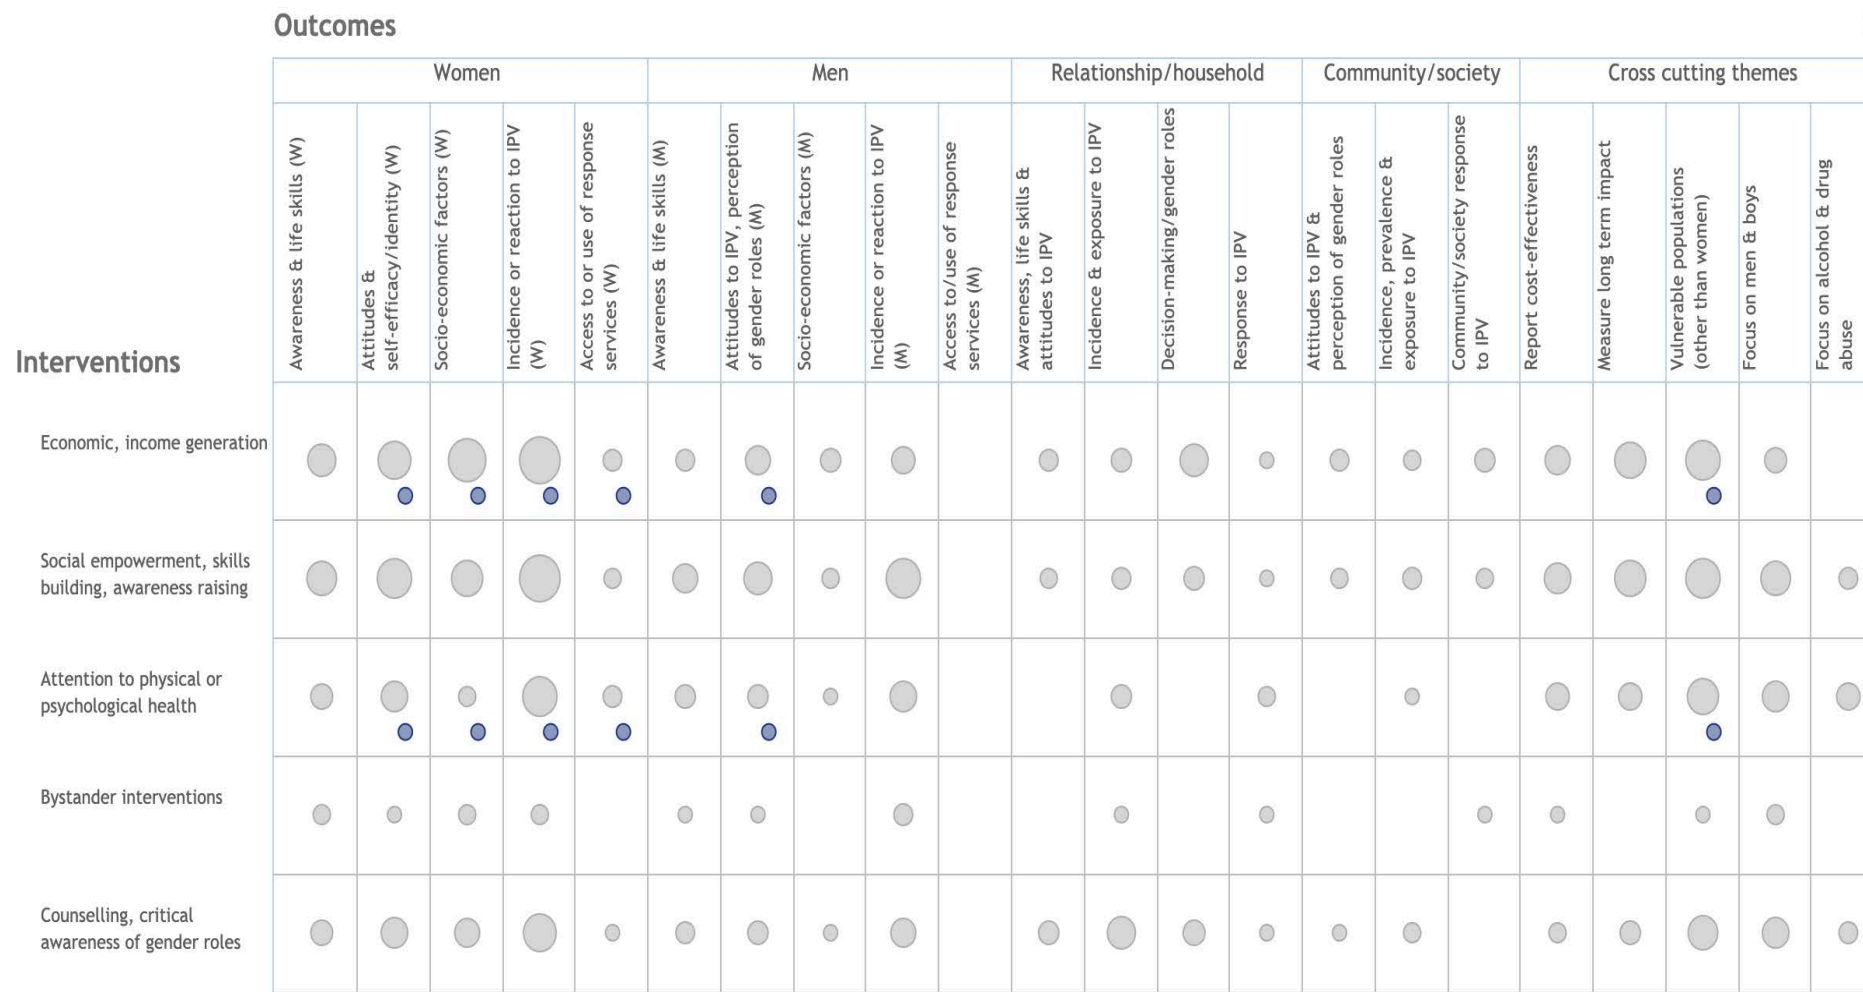 Outcomes
Women
Men
Relationship/household
Community/society
Cross cutting themes
Interventions
Awareness & life skills (W)
Attitudes &
self-efficacy/identity (W)
Socio-economic factors (W)
Incidence or reaction to IPV
(W)
Access to or use of response
services (W)
Awareness & life skills (M)
Attitudes to IPV, perception
of gender roles (M)
Socio-economic factors (M)
Incidence or reaction to IPV
(M)
Access to/use of response
services (M)
Awareness, life skills &
attitudes to IPV
Incidence & exposure to IPV
Decision-making/gender roles
Response to IPV
Attitudes to IPV &
perception of gender roles
Incidence, prevalence &
exposure to IPV
Community/society response
to IPV
Report cost-effectiveness
Measure long term impact
Vulnerable populations
(other than women)
Focus on men & boys
Focus on alcohol & drug
abuse
Economic, income generation
Social empowerment, skills
building, awareness raising
Attention to physical or
psychological health
Bystander interventions
Counselling, critical
awareness of gender roles